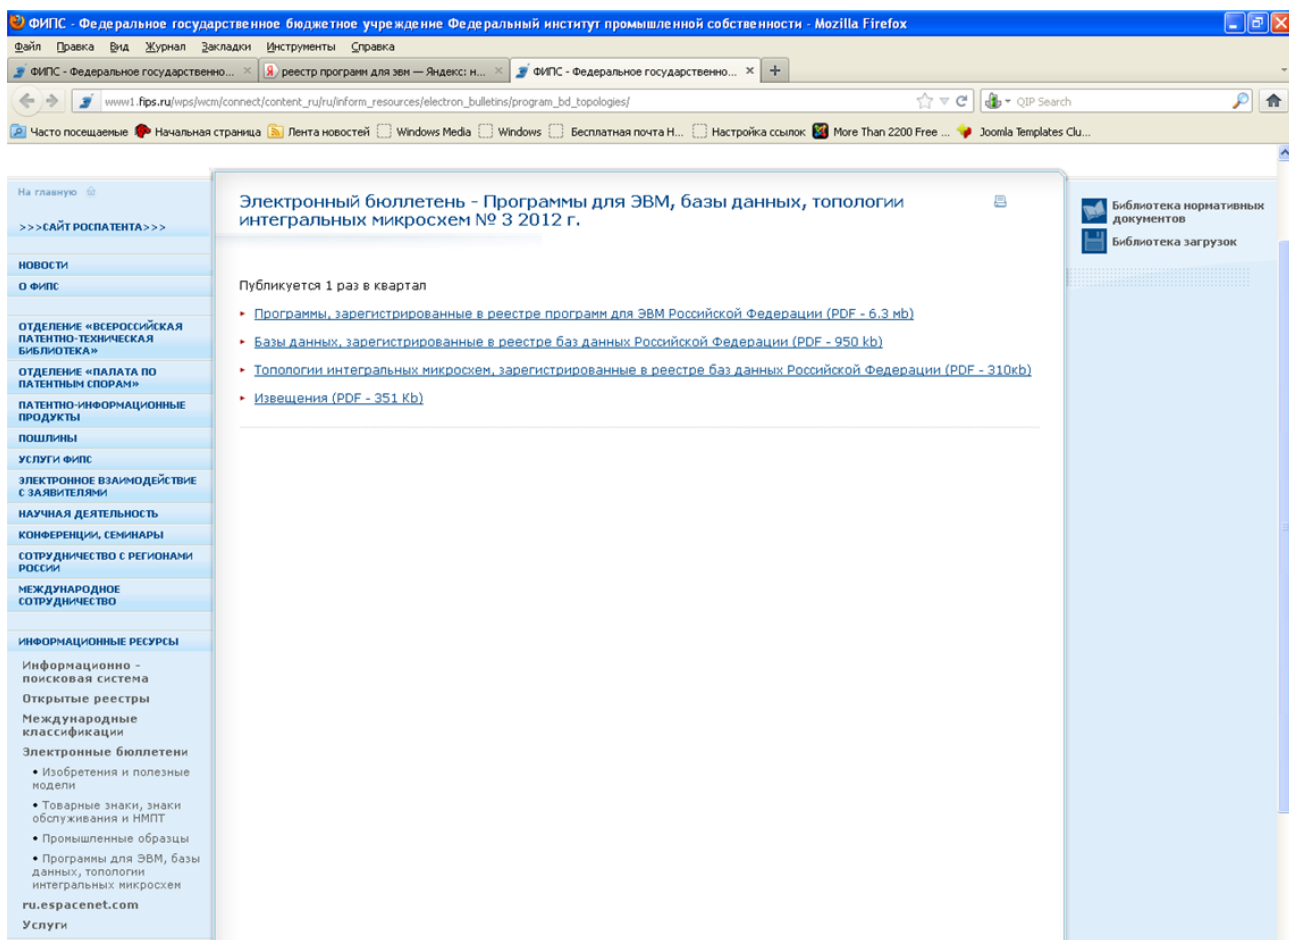 ФИПС - Федеральное государственное бюджетное учреждение Федеральный институт промышленной собственности - Mozilla Firefox
Файл Правка Вид Журнал Закладки Инструменты Справка
ФИПС - Федеральное государственно... реестр программ для эвм — Яндекс: н... ФИПС - Федеральное государственно...
www1.fips.ru/wps/wcm/connect/content_ru/ru/inform_resources/electron_bulletins/program_bd_topologies/ QIP Search
Часто посещаемые Начальная страница Лента новостей Windows Media Windows Бесплатная почта H... Настройка ссылок More Than 2200 Free ... Joomla Templates Clu...
На главную
>>>САЙТ РОСПАТЕНТА>>>
НОВОСТИ
О ФИПС
ОТДЕЛЕНИЕ «ВСЕРОССИЙСКАЯ
ПАТЕНТНО-ТЕХНИЧЕСКАЯ
БИБЛИОТЕКА»
ОТДЕЛЕНИЕ «ПАЛАТА ПО
ПАТЕНТНЫМ СПОРАМ»
ПАТЕНТНО-ИНФОРМАЦИОННЫЕ
ПРОДУКТЫ
ПОШЛИНЫ
УСЛУГИ ФИПС
ЭЛЕКТРОННОЕ ВЗАИМОДЕЙСТВИЕ
С ЗАЯВИТЕЛЯМИ
НАУЧНАЯ ДЕЯТЕЛЬНОСТЬ
КОНФЕРЕНЦИИ, СЕМИНАРЫ
СОТРУДНИЧЕСТВО С РЕГИОНАМИ
РОССИИ
МЕЖДУНАРОДНОЕ
СОТРУДНИЧЕСТВО
ИНФОРМАЦИОННЫЕ РЕСУРСЫ
Информационно -
поисковая система
Открытые реестры
Международные
классификации
Электронные бюллетени
• Изобретения и полезные
модели
• Товарные знаки, знаки
обслуживания и НМПТ
• Промышленные образцы
• Программы для ЭВМ, базы
данных, топологии
интегральных микросхем
ru.espacenet.com
Услуги
Электронный бюллетень - Программы для ЭВМ, базы данных, топологии
интегральных микросхем № 3 2012 г.
Публикуется 1 раз в квартал
Программы, зарегистрированные в реестре программ для ЭВМ Российской Федерации (PDF - 6.3 мb)
Базы данных, зарегистрированные в реестре баз данных Российской Федерации (PDF - 950 kb)
Топологии интегральных микросхем, зарегистрированные в реестре баз данных Российской Федерации (PDF - 310kb)
Извещения (PDF - 351 Kb)
Библиотека нормативных
документов
Библиотека загрузок